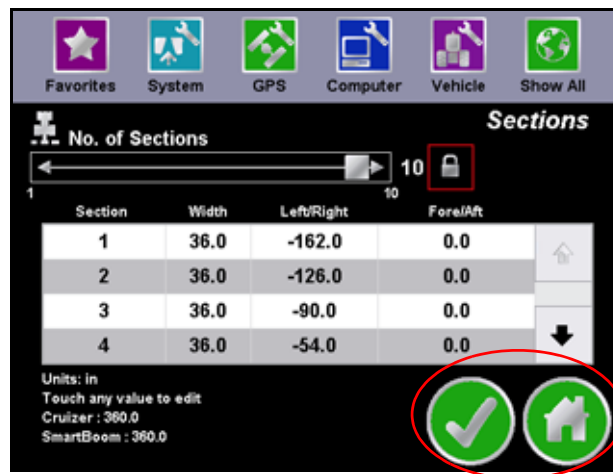 Favorites System GPS Computer Vehicle Show All
Sections
No. of Sections
10
1 10
Section Width Left/Right Fore/Aft
1 36.0 -162.0 0.0
2 36.0 -126.0 0.0
3 36.0 -90.0 0.0
4 36.0 -54.0 0.0
Units: in
Touch any value to edit
Cruizer : 360.0
SmartBoom : 360.0